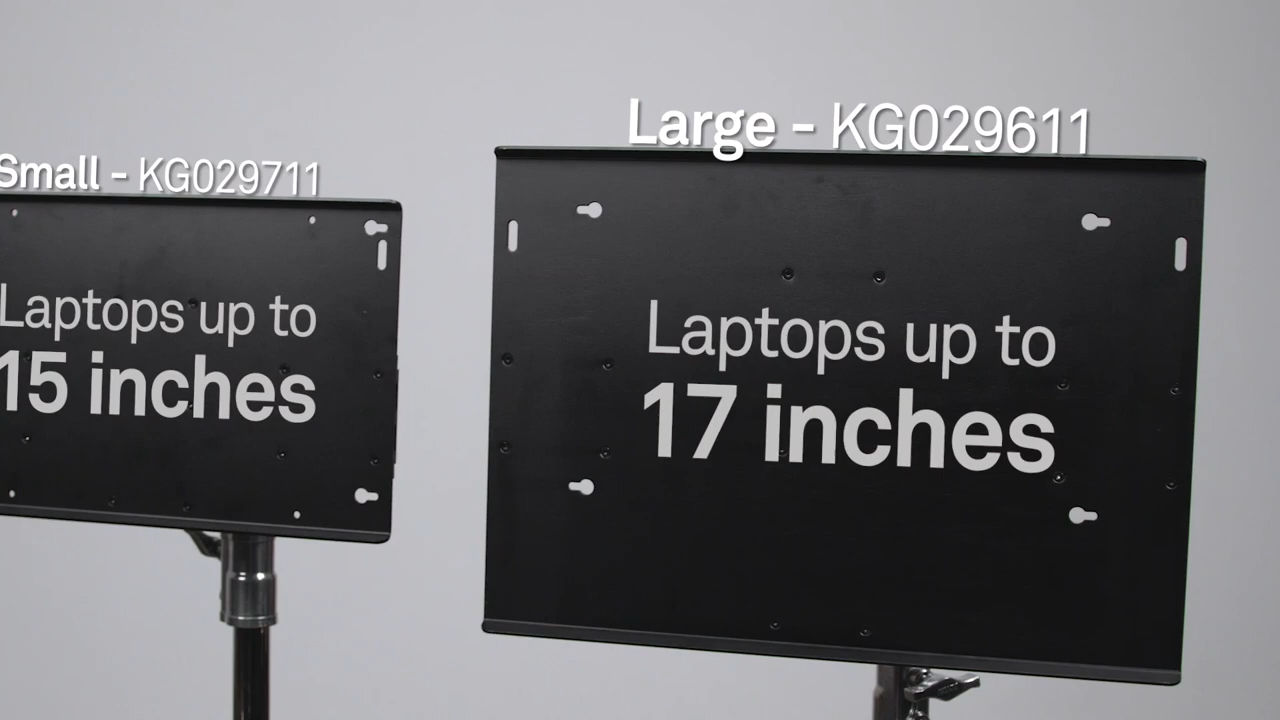 Small - KG029711
Laptops up to
15 inches
Large - KG029611
Laptops up to
17 inches